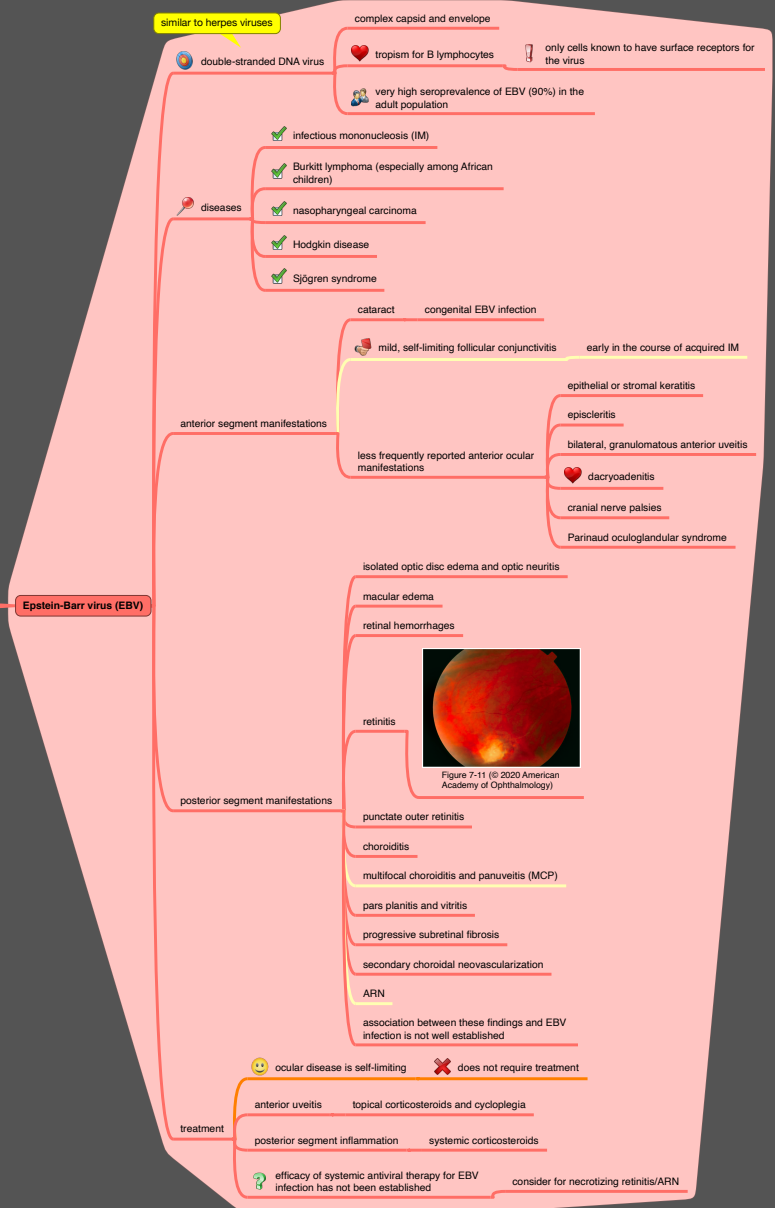 similar to herpes viruses
double-stranded DNA virus
complex capsid and envelope
tropism for B lymphocytes
only cells known to have surface receptors for
the virus
very high seroprevalence of EBV (90%) in the
adult population
diseases
infectious mononucleosis (IM)
Burkitt lymphoma (especially among African
children)
nasopharyngeal carcinoma
Hodgkin disease
Sjögren syndrome
anterior segment manifestations
cataract
congenital EBV infection
mild, self-limiting follicular conjunctivitis
early in the course of acquired IM
less frequently reported anterior ocular
manifestations
epithelial or stromal keratitis
episcleritis
bilateral, granulomatous anterior uveitis
dacryoadenitis
cranial nerve palsies
Parinaud oculoglandular syndrome
Epstein-Barr virus (EBV)
posterior segment manifestations
isolated optic disc edema and optic neuritis
macular edema
retinal hemorrhages
retinitis
Figure 7-11 (© 2020 American
Academy of Ophthalmology)
punctate outer retinitis
choroiditis
multifocal choroiditis and panuveitis (MCP)
pars planitis and vitritis
progressive subretinal fibrosis
secondary choroidal neovascularization
ARN
association between these findings and EBV
infection is not well established
treatment
ocular disease is self-limiting
does not require treatment
anterior uveitis
topical corticosteroids and cycloplegia
posterior segment inflammation
systemic corticosteroids
efficacy of systemic antiviral therapy for EBV
infection has not been established
consider for necrotizing retinitis/ARN